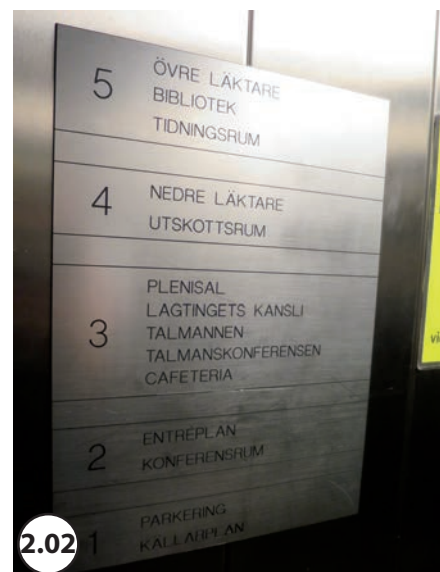 5
ÖVRE LÄKTARE
BIBLIOTEK
TIDNINGSRUM
4
NEDRE LÄKTARE
UTSKOTTSRUM
3
PLENISAL
LAGTINGETS KANSLI
TALMANNEN
TALMANSKONFERENSEN
CAFETERIA
2
ENTRÉPLAN
KONFERENSRUM
1
PARKERING
KÄLLARPLAN
2.02